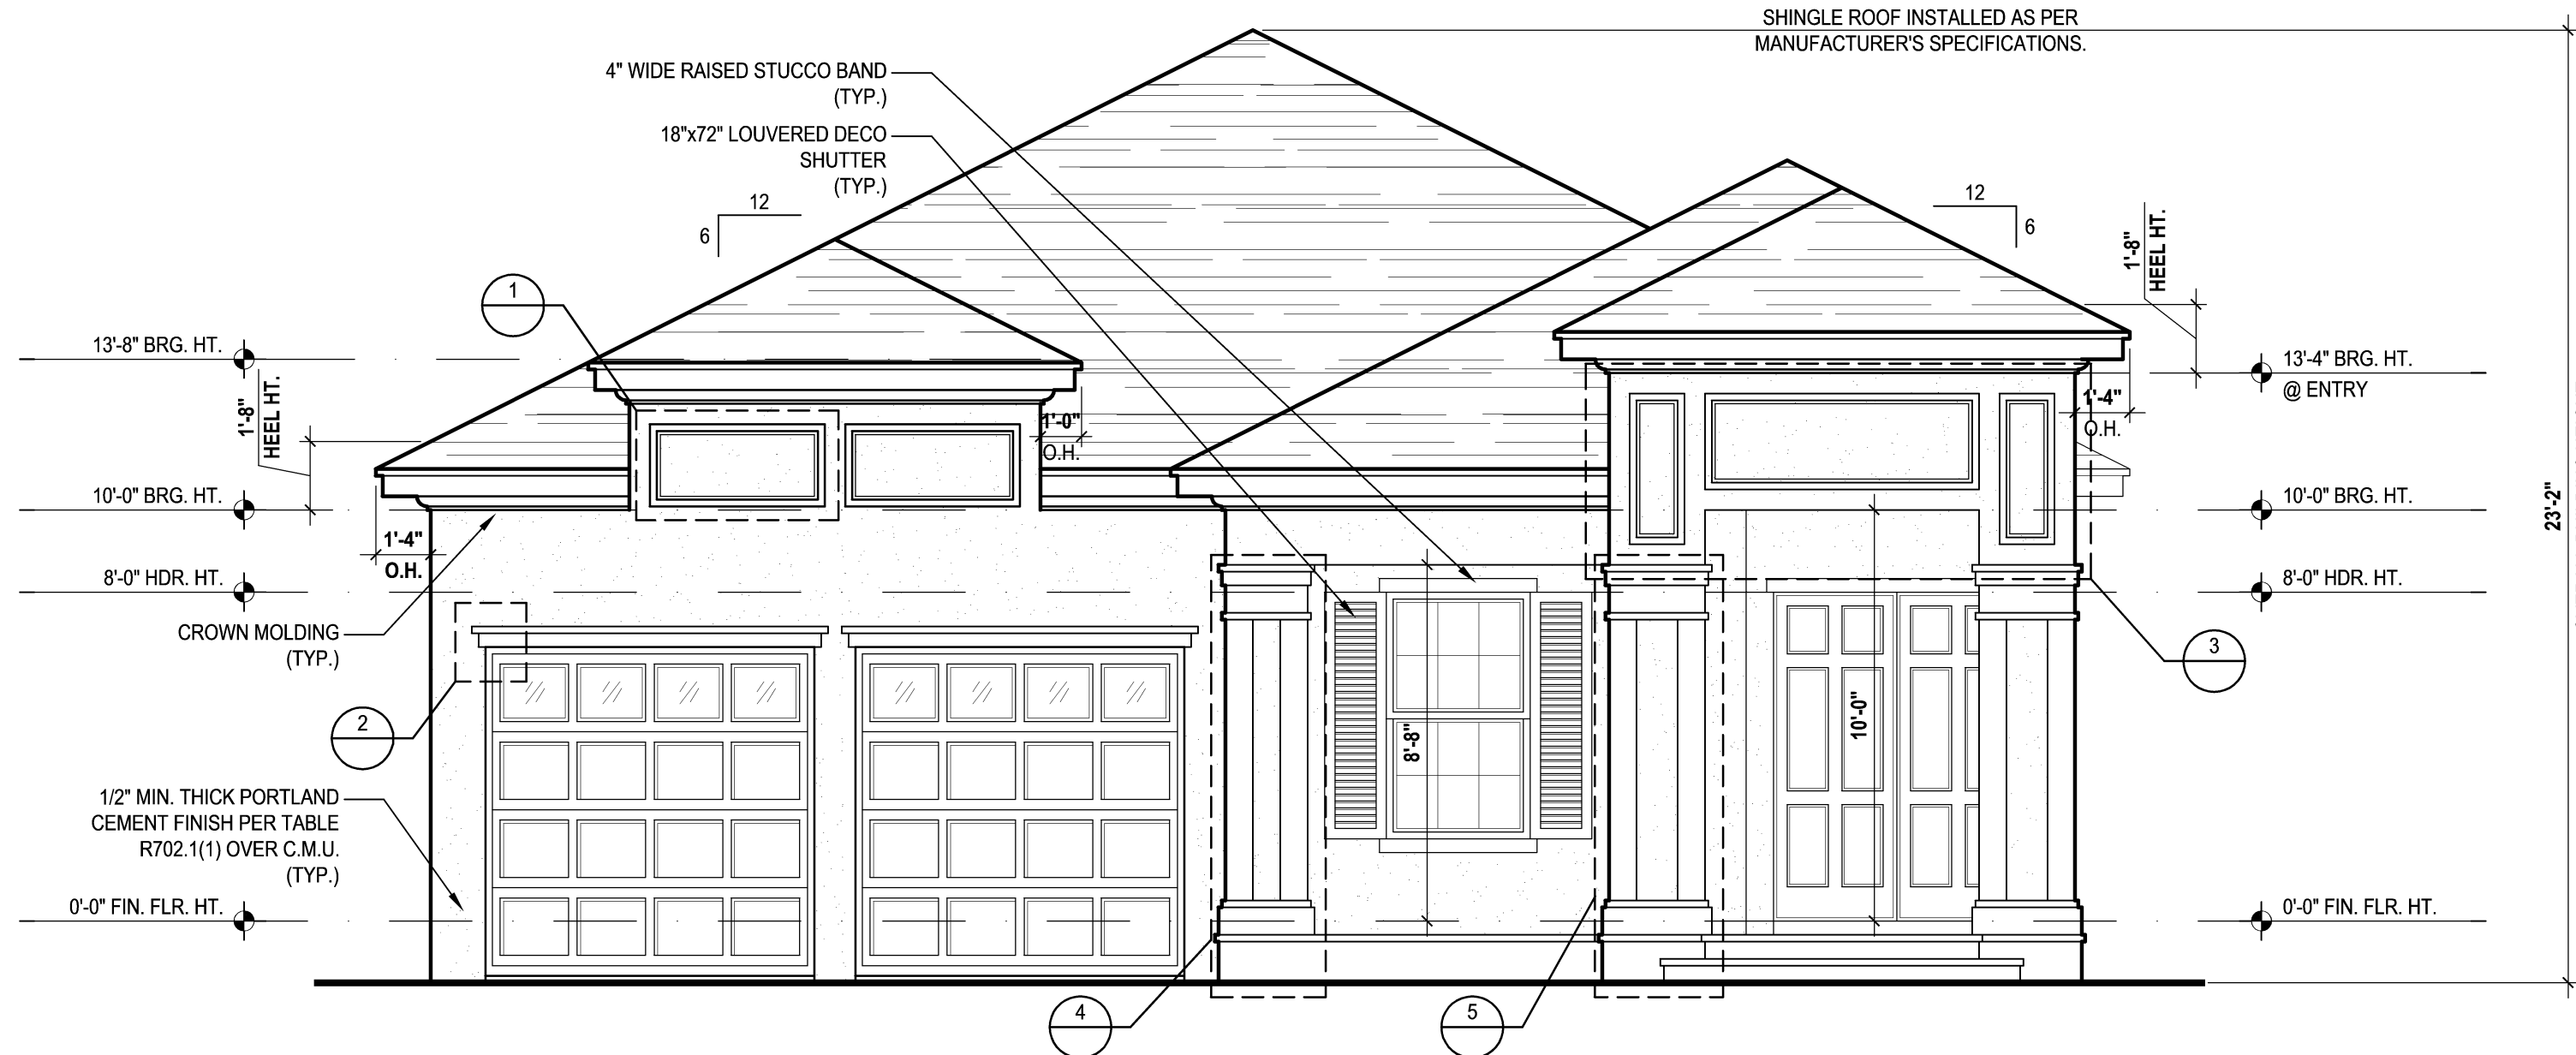 SHINGLE ROOF INSTALLED AS PER
MANUFACTURER'S SPECIFICATIONS.
4" WIDE RAISED STUCCO BAND
(TYP.)
18"x72" LOUVERED DECO
SHUTTER
(TYP.)
12
6
12
6
1'-8"
HEEL HT.
1
13'-8" BRG. HT.
13'-4" BRG. HT.
@ ENTRY
1'-8"
HEEL HT.
1'-0"
O.H.
1'-4"
O.H.
10'-0" BRG. HT.
10'-0" BRG. HT.
23'-2"
1'-4"
O.H.
8'-0" HDR. HT.
8'-0" HDR. HT.
CROWN MOLDING
(TYP.)
3
2
8'-8"
10'-0"
1/2" MIN. THICK PORTLAND
CEMENT FINISH PER TABLE
R702.1(1) OVER C.M.U.
(TYP.)
0'-0" FIN. FLR. HT.
0'-0" FIN. FLR. HT.
4
5